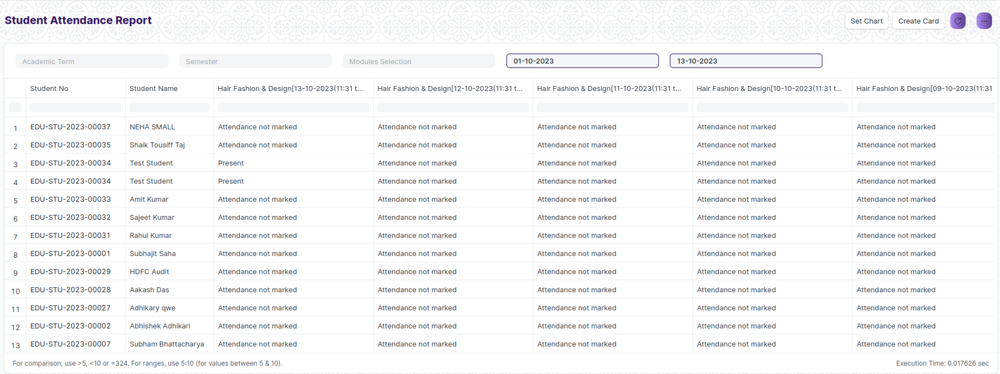 Student Attendance Report
Set Chart Create Card
Academic Term Semester Modules Selection 01-10-2023 13-10-2023
Student No Student Name Hair Fashion & Design[13-10-2023(11:31 t... Hair Fashion & Design[12-10-2023(11:31 t... Hair Fashion & Design[11-10-2023(11:31 t... Hair Fashion & Design[10-10-2023(11:31 t... Hair Fashion & Design[09-10-2023(11:31
1 EDU-STU-2023-00037 NEHA SMALL Attendance not marked Attendance not marked Attendance not marked Attendance not marked Attendance not marked
2 EDU-STU-2023-00035 Shaik Tousiff Taj Attendance not marked Attendance not marked Attendance not marked Attendance not marked Attendance not marked
3 EDU-STU-2023-00034 Test Student Present Attendance not marked Attendance not marked Attendance not marked Attendance not marked
4 EDU-STU-2023-00034 Test Student Present Attendance not marked Attendance not marked Attendance not marked Attendance not marked
5 EDU-STU-2023-00033 Amit Kumar Attendance not marked Attendance not marked Attendance not marked Attendance not marked Attendance not marked
6 EDU-STU-2023-00032 Sajeet Kumar Attendance not marked Attendance not marked Attendance not marked Attendance not marked Attendance not marked
7 EDU-STU-2023-00031 Rahul Kumar Attendance not marked Attendance not marked Attendance not marked Attendance not marked Attendance not marked
8 EDU-STU-2023-00001 Subhajit Saha Attendance not marked Attendance not marked Attendance not marked Attendance not marked Attendance not marked
9 EDU-STU-2023-00029 HDFC Audit Attendance not marked Attendance not marked Attendance not marked Attendance not marked Attendance not marked
10 EDU-STU-2023-00028 Aakash Das Attendance not marked Attendance not marked Attendance not marked Attendance not marked Attendance not marked
11 EDU-STU-2023-00027 Adhikary qwe Attendance not marked Attendance not marked Attendance not marked Attendance not marked Attendance not marked
12 EDU-STU-2023-00002 Abhishek Adhikari Attendance not marked Attendance not marked Attendance not marked Attendance not marked Attendance not marked
13 EDU-STU-2023-00007 Subham Bhattacharya Attendance not marked Attendance not marked Attendance not marked Attendance not marked Attendance not marked
For comparison, use >5, <10 or =324. For ranges, use 5:10 (for values between 5 & 10). Execution Time: 0.017626 sec